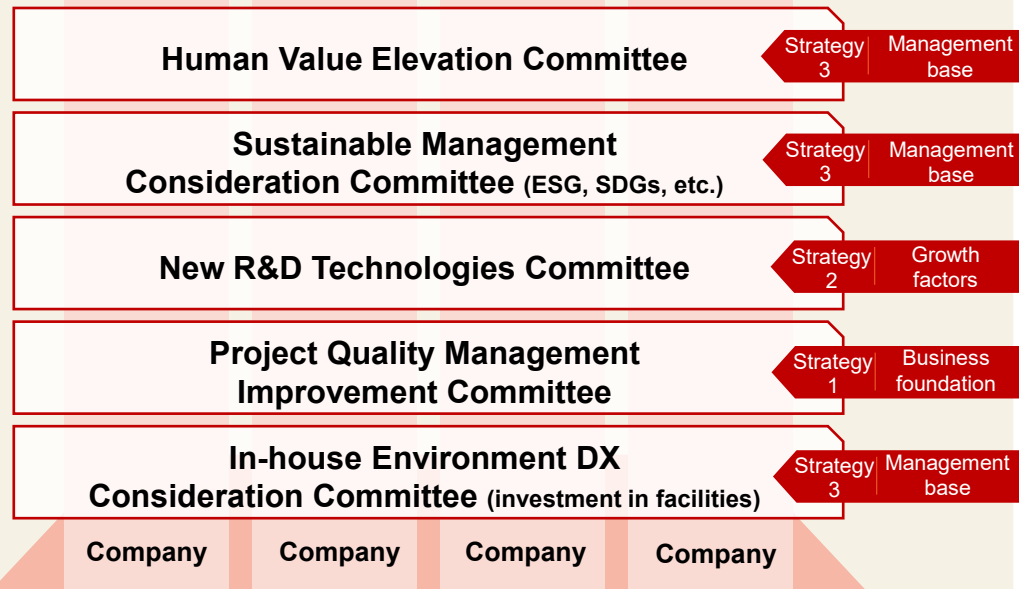 Human Value Elevation Committee
Strategy
3
Management
base
Sustainable Management
Consideration Committee (ESG, SDGs, etc.)
Strategy
3
Management
base
New R&D Technologies Committee
Strategy
2
Growth
factors
Project Quality Management
Improvement Committee
Strategy
1
Business
foundation
In-house Environment DX
Consideration Committee (investment in facilities)
Strategy
3
Management
base
Company Company Company Company